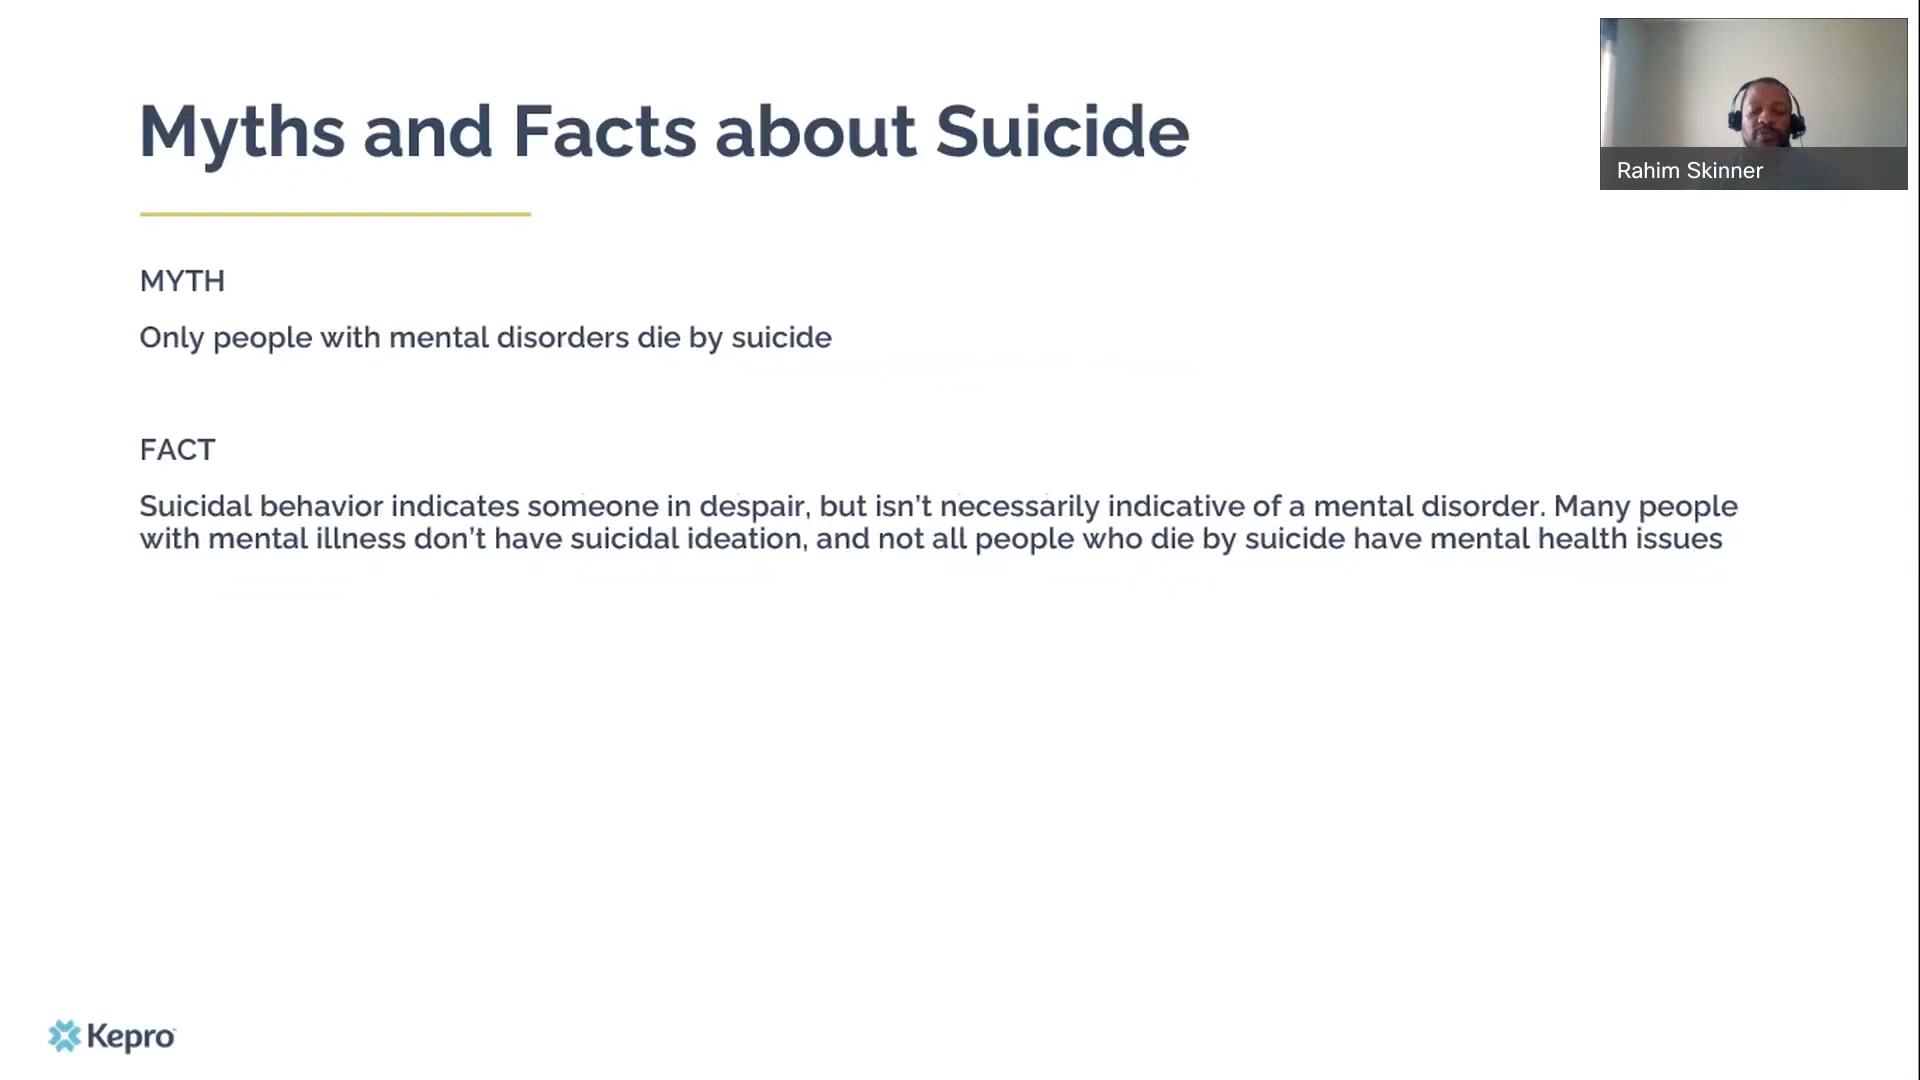 Myths and Facts about Suicide
Rahim Skinner
MYTH
Only people with mental disorders die by suicide
FACT
Suicidal behavior indicates someone in despair, but isn’t necessarily indicative of a mental disorder. Many people
with mental illness don’t have suicidal ideation, and not all people who die by suicide have mental health issues
Kepro